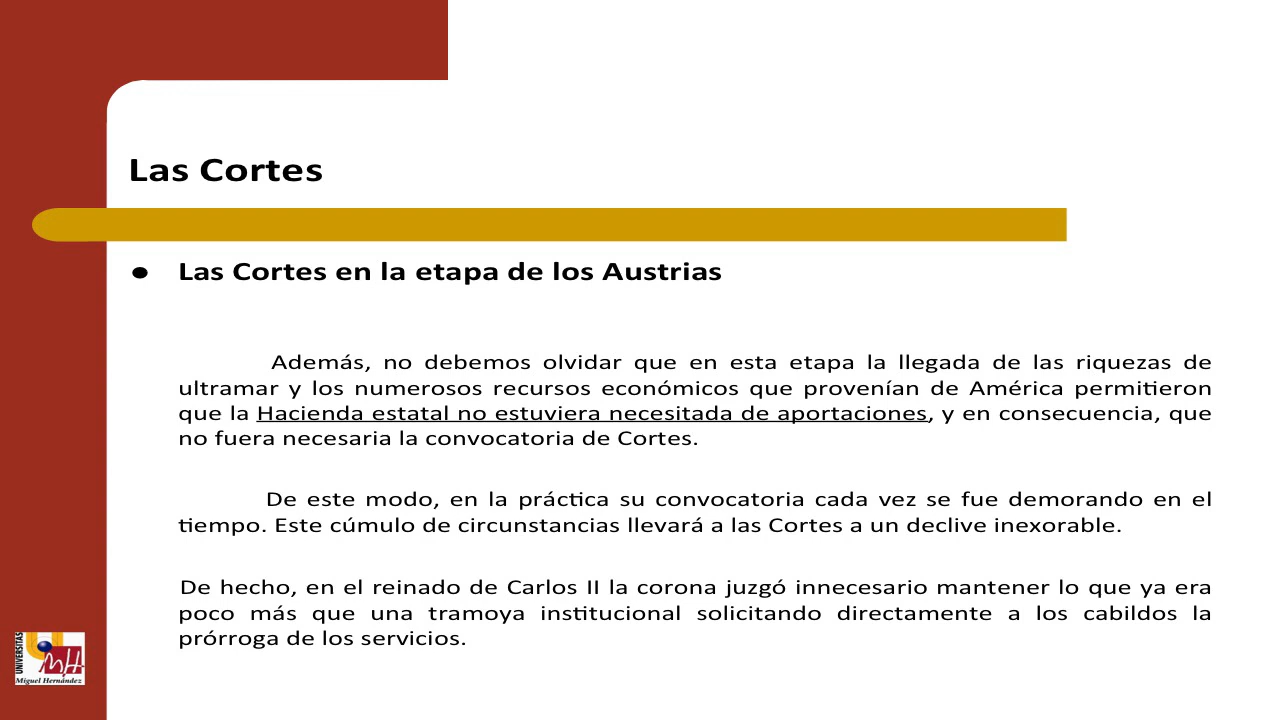 Las Cortes
● Las Cortes en la etapa de los Austrias
Además, no debemos olvidar que en esta etapa la llegada de las riquezas de
ultramar y los numerosos recursos económicos que provenían de América permitieron
que la Hacienda estatal no estuviera necesitada de aportaciones, y en consecuencia, que
no fuera necesaria la convocatoria de Cortes.
De este modo, en la práctica su convocatoria cada vez se fue demorando en el
tiempo. Este cúmulo de circunstancias llevará a las Cortes a un declive inexorable.
De hecho, en el reinado de Carlos II la corona juzgó innecesario mantener lo que ya era
poco más que una tramoya institucional solicitando directamente a los cabildos la
prórroga de los servicios.
UNIVERSITAS
Miguel Hernández